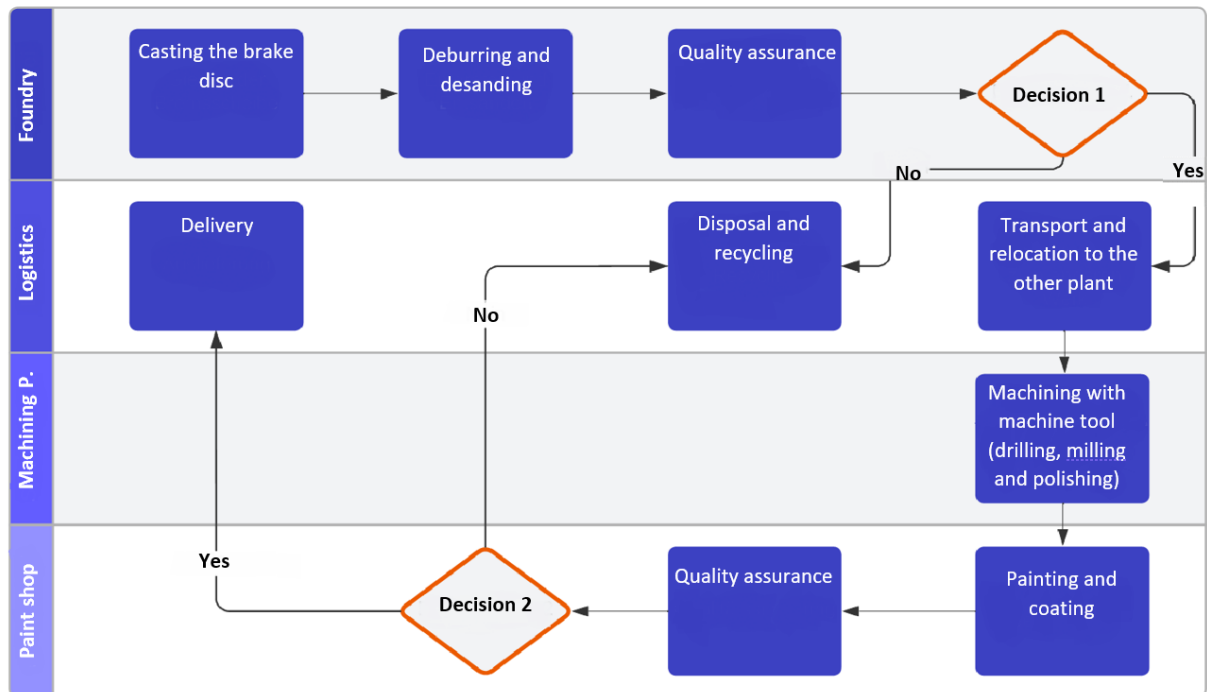 Foundry
Casting the brake
disc
Deburring and
desanding
Quality assurance
Decision 1
No
Yes
Logistics
Delivery
Disposal and
recycling
Transport and
relocation to the
other plant
No
Machining P.
Machining with
machine tool
(drilling, milling
and polishing)
Paint shop
Yes
Decision 2
Quality assurance
Painting and
coating